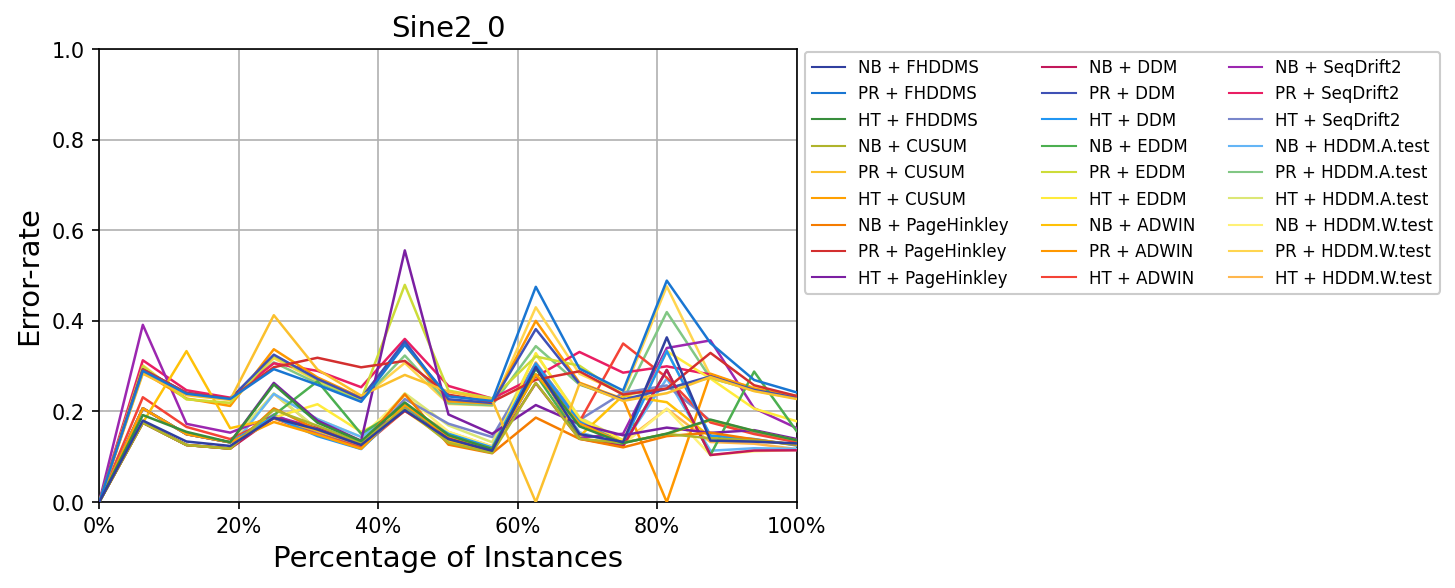 Sine2_0
1.0
0.8
0.6
0.4
0.2
0.0
Error-rate
0%
20%
40%
60%
80%
100%
Percentage of Instances
NB + FHDDMS
PR + FHDDMS
HT + FHDDMS
NB + CUSUM
PR + CUSUM
HT + CUSUM
NB + PageHinkley
PR + PageHinkley
HT + PageHinkley
NB + DDM
PR + DDM
HT + DDM
NB + EDDM
PR + EDDM
HT + EDDM
NB + ADWIN
PR + ADWIN
HT + ADWIN
NB + SeqDrift2
PR + SeqDrift2
HT + SeqDrift2
NB + HDDM.A.test
PR + HDDM.A.test
HT + HDDM.A.test
NB + HDDM.W.test
PR + HDDM.W.test
HT + HDDM.W.test